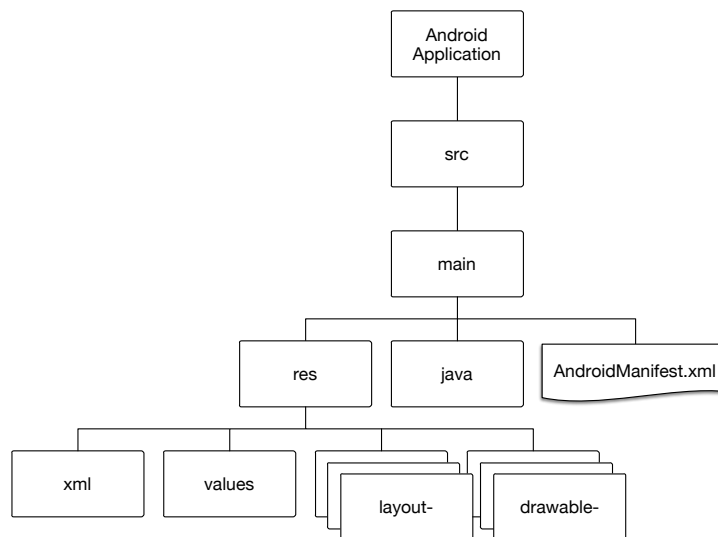 Android
Application
src
main
res
java
AndroidManifest.xml
xml
values
layout-
drawable-